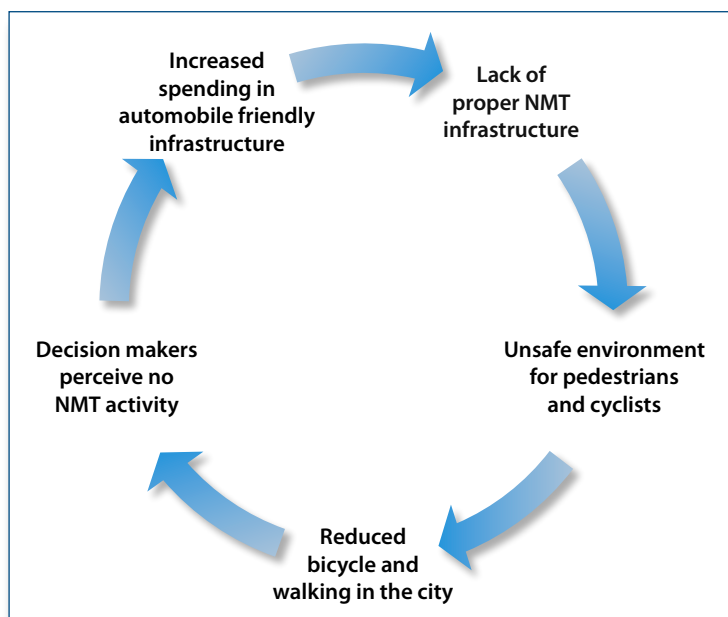 Increased
spending in
automobile friendly
infrastructure
Lack of
proper NMT
infrastructure
Unsafe environment
for pedestrians
and cyclists
Reduced
bicycle and
walking in the city
Decision makers
perceive no
NMT activity